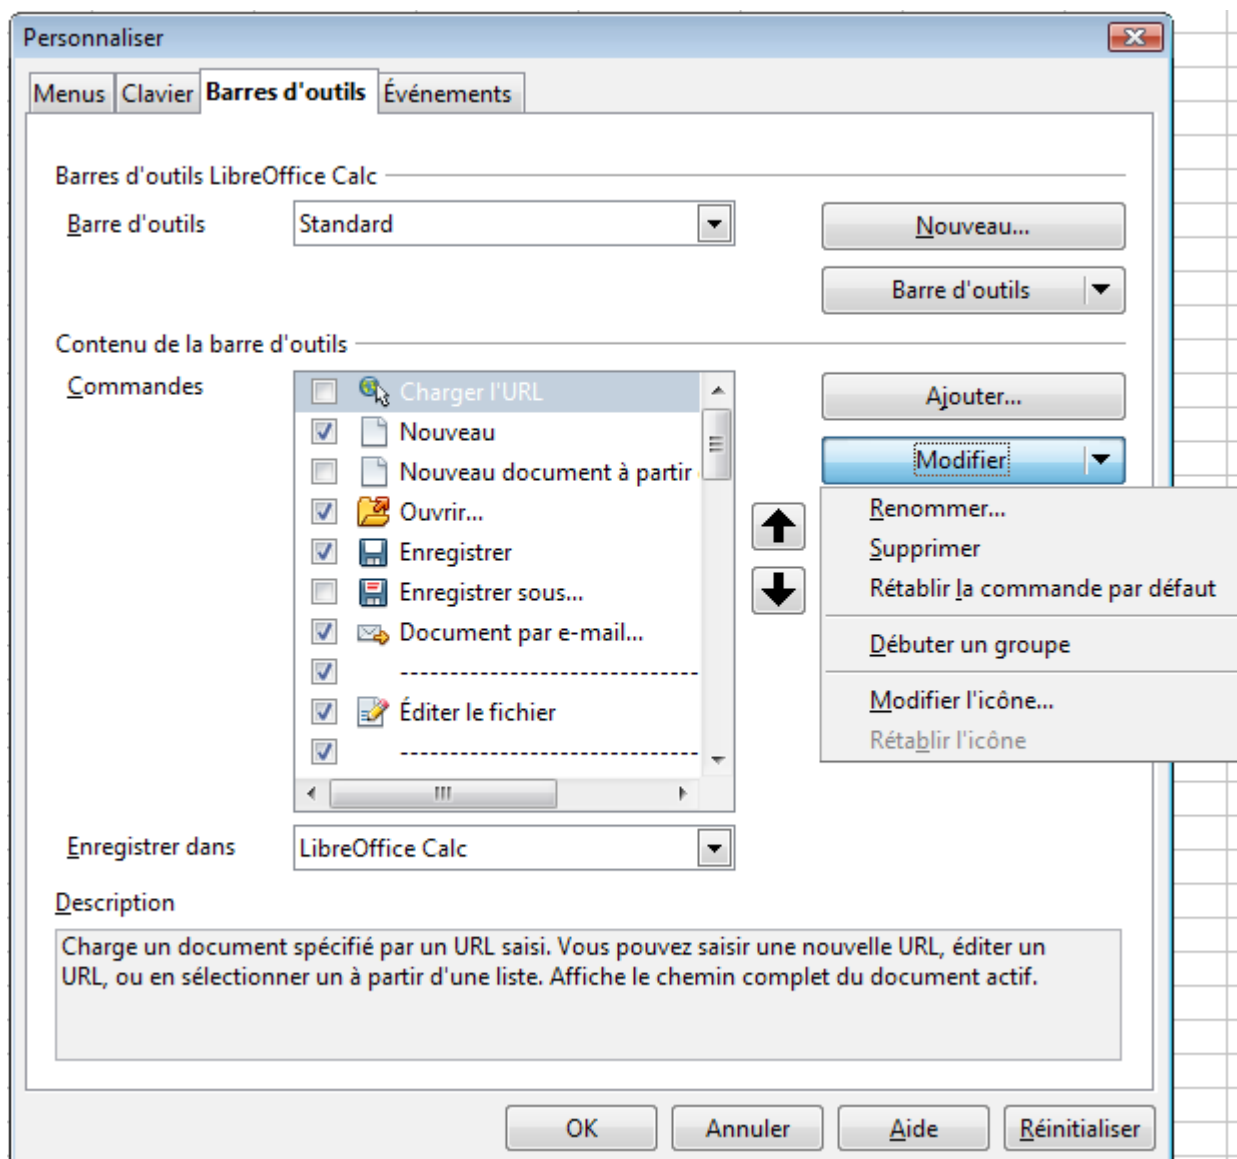 Personnaliser
Menus Clavier Barres d'outils Événements
Barres d'outils LibreOffice Calc
Barre d'outils Standard Nouveau...
Barre d'outils
Contenu de la barre d'outils
Commandes Charger l'URL Ajouter...
Nouveau
Modifier
Nouveau document à partir
Ouvrir... Renommer...
Enregistrer Supprimer
Enregistrer sous... Rétablir la commande par défaut
Document par e-mail... Débuter un groupe
--------------------------------
Éditer le fichier Modifier l'icône...
-------------------------------- Rétablir l'icône
Enregistrer dans LibreOffice Calc
Description
Charge un document spécifié par un URL saisi. Vous pouvez saisir une nouvelle URL, éditer un
URL, ou en sélectionner un à partir d'une liste. Affiche le chemin complet du document actif.
OK Annuler Aide Réinitialiser